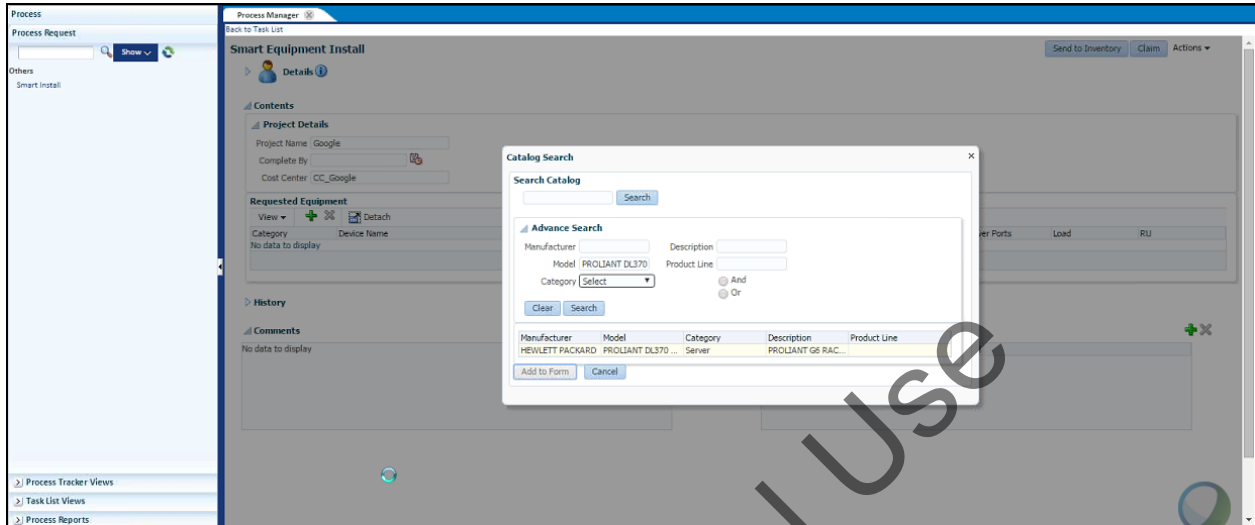 Process
Process Manager
Process Request
Back to Task List
Show
Others
Smart Install
Smart Equipment Install
Send to Inventory Claim Actions
Details
Contents
Project Details
Project Name Google
Complete By
Cost Center CC_Google
Requested Equipment
View Detach
Category Device Name
er Ports Load RU
No data to display
History
Comments
No data to display
Catalog Search
Search Catalog
Search
Advance Search
Manufacturer Description
Model PROLIANT DL370 Product Line
Category Select And
Or
Clear Search
Manufacturer Model Category Description Product Line
HEWLETT PACKARD PROLIANT DL370 ... Server PROLIANT G6 RAC...
Add to Form Cancel
Process Tracker Views
Task List Views
Process Reports
l Use